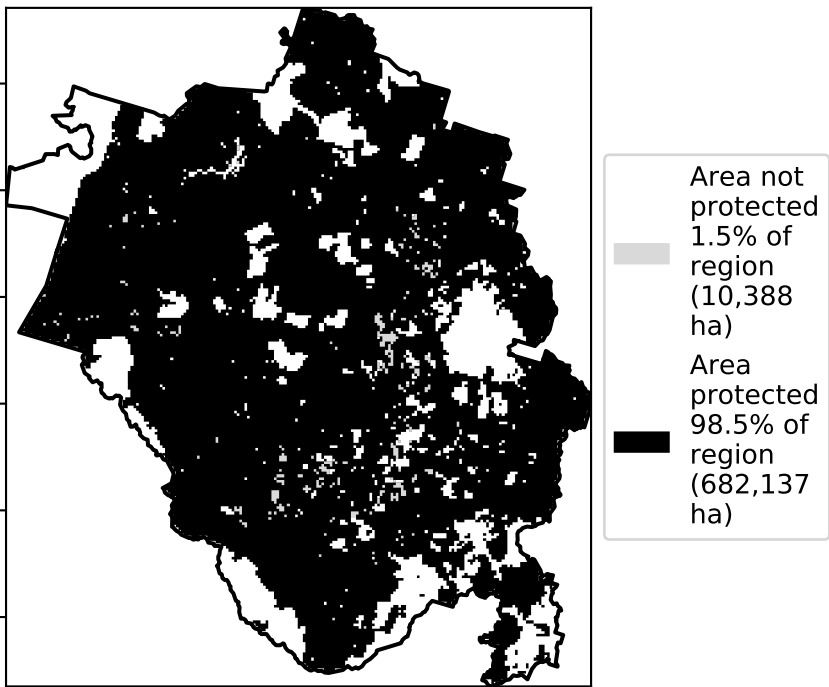 Area not
protected
1.5% of
region
(10,388
ha)
Area
protected
98.5% of
region
(682,137
ha)